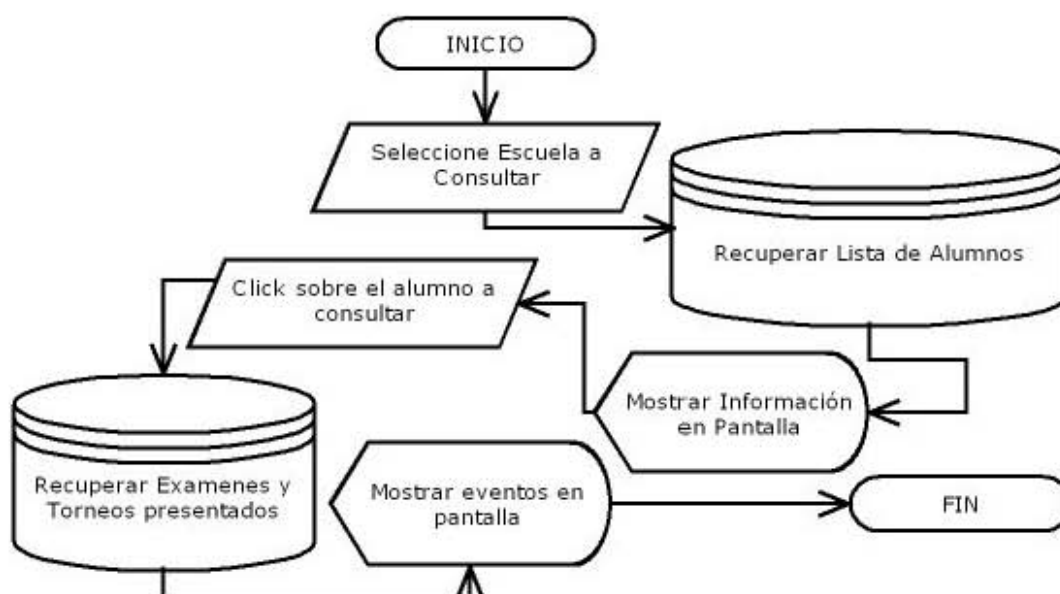 INICIO
Seleccione Escuela a
Consultar
Recuperar Lista de Alumnos
Click sobre el alumno a
consultar
Mostrar Información
en Pantalla
Recuperar Examenes y
Torneos presentados
Mostrar eventos en
pantalla
FIN